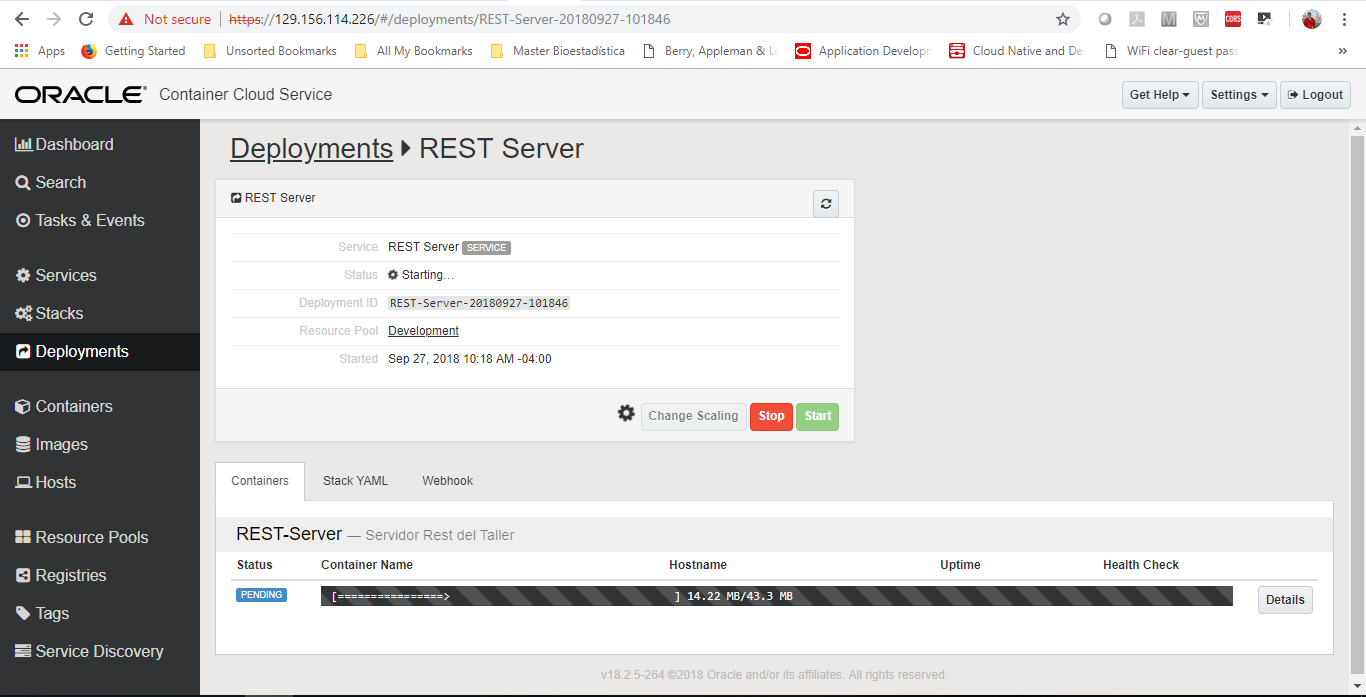 Not secure https://129.156.114.226/#/deployments/REST-Server-20180927-101846 CORS
Apps Getting Started Unsorted Bookmarks All My Bookmarks Master Bioestadística Berry, Appleman & Application Develop Cloud Native and De WiFi clear-guest pass »
ORACLE® Container Cloud Service Get Help Settings Logout
Dashboard
Search
Tasks & Events
Services
Stacks
Deployments
Containers
Images
Hosts
Resource Pools
Registries
Tags
Service Discovery
Deployments REST Server
REST Server
Service REST Server SERVICE
Status Starting...
Deployment ID REST-Server-20180927-101846
Resource Pool Development
Started Sep 27, 2018 10:18 AM -04:00
Change Scaling Stop Start
Containers Stack YAML Webhook
REST-Server — Servidor Rest del Taller
Status Container Name Hostname Uptime Health Check
PENDING [================> ] 14.22 MB/43.3 MB Details
v18.2.5-264 ©2018 Oracle and/or its affiliates. All rights reserved.